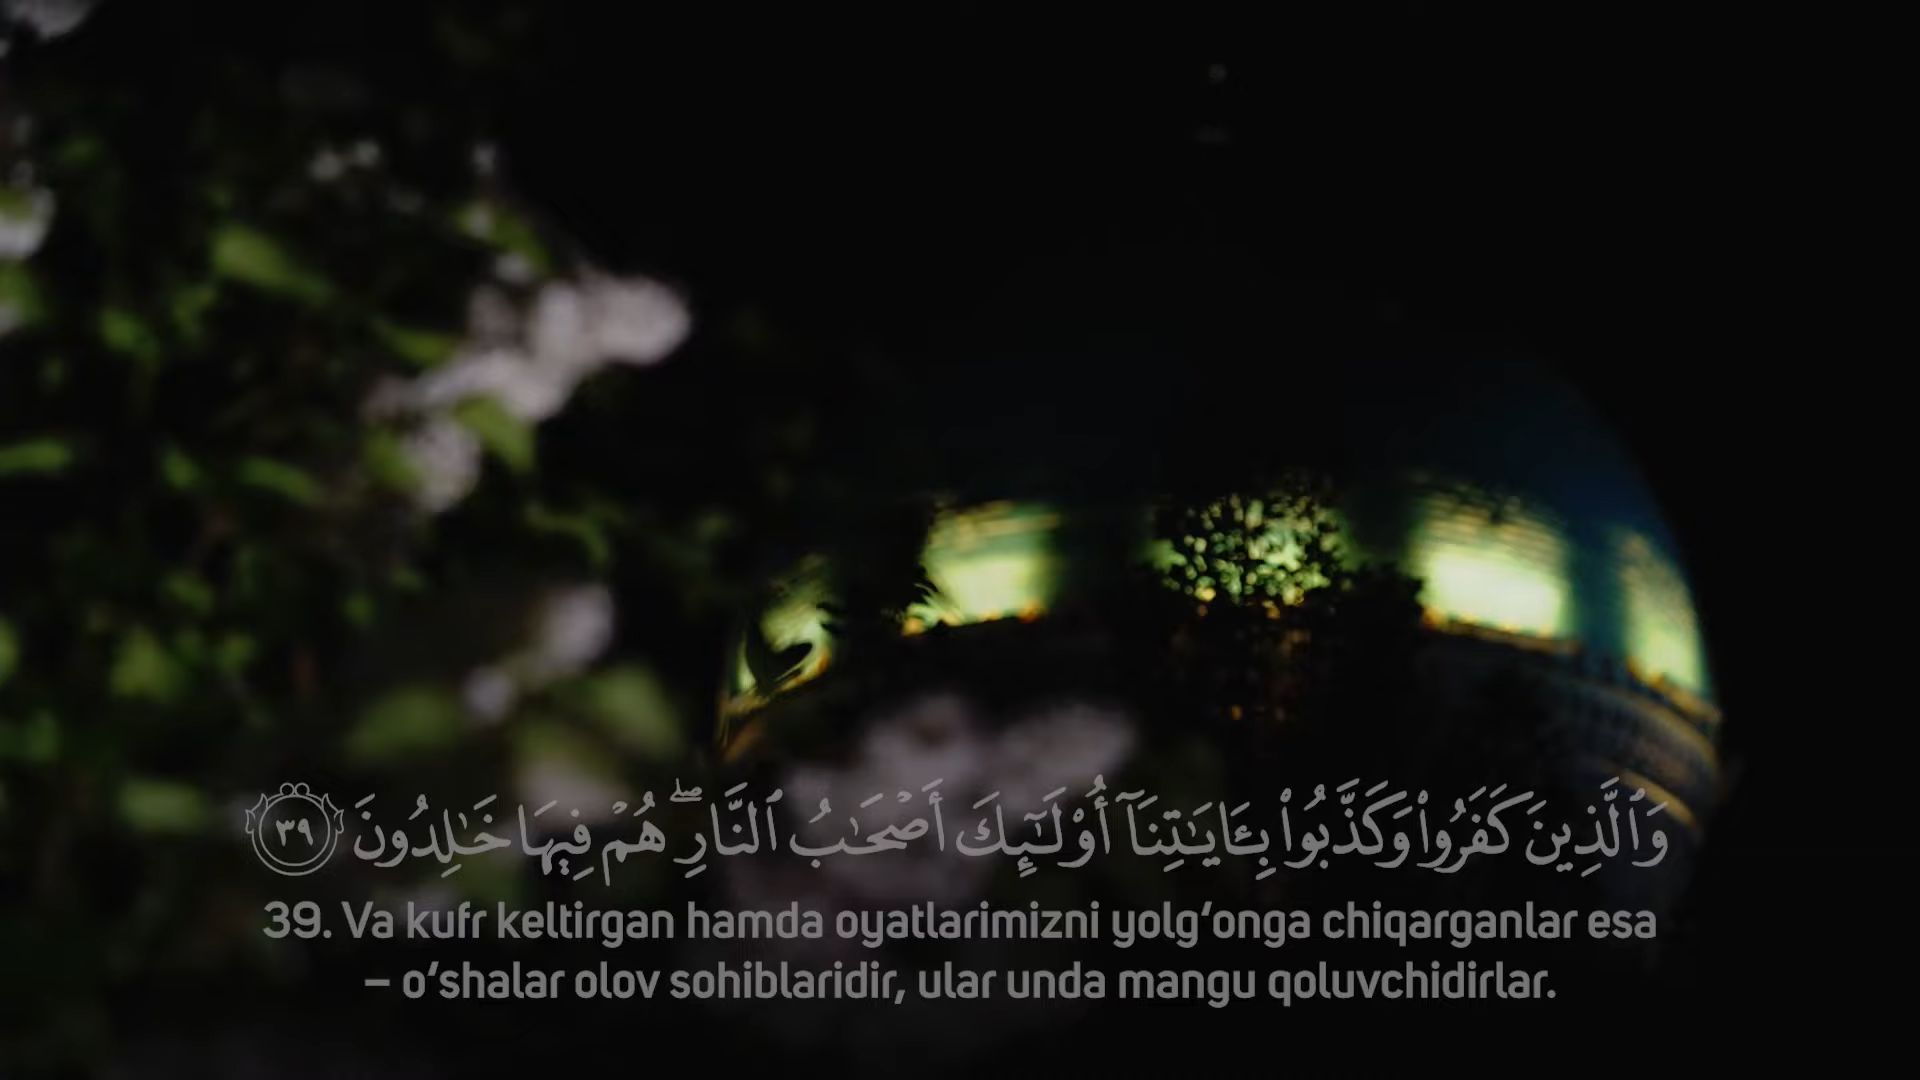 وَٱلَّذِينَ كَفَرُوا۟ وَكَذَّبُوا۟ بِـَٔايَـٰتِنَآ أُو۟لَـٰٓئِكَ أَصْحَـٰبُ ٱلنَّارِ ۖ هُمْ فِيهَا خَـٰلِدُونَ ٣٩
39. Va kufr keltirgan hamda oyatlarimizni yolg‘onga chiqarganlar esa
– o‘shalar olov sohiblaridir, ular unda mangu qoluvchidirlar.